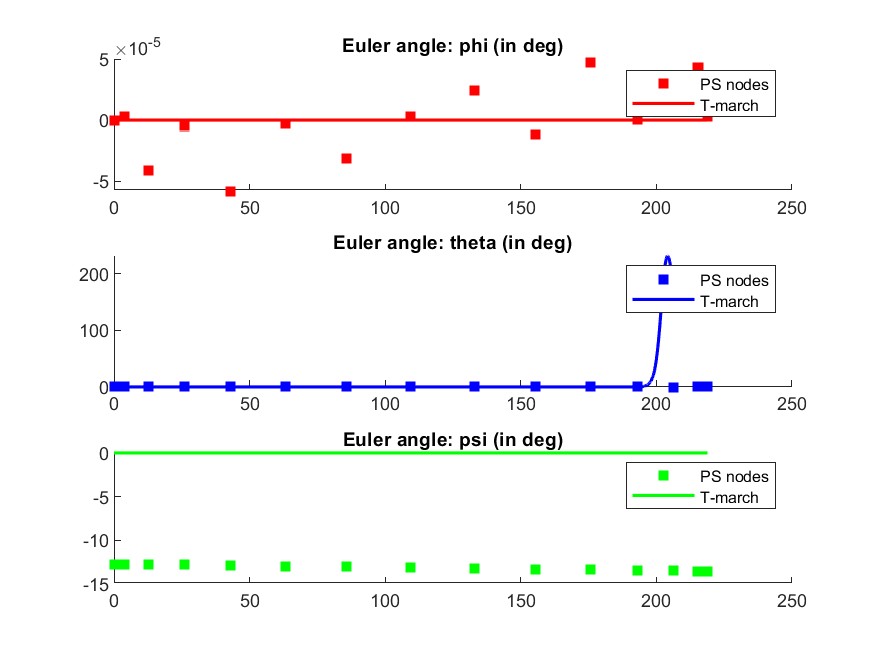 ×10⁻⁵
Euler angle: phi (in deg)
5
0
-5
PS nodes
T-march
0 50 100 150 200 250
Euler angle: theta (in deg)
200
100
0
PS nodes
T-march
0 50 100 150 200 250
Euler angle: psi (in deg)
0
-5
-10
-15
PS nodes
T-march
0 50 100 150 200 250